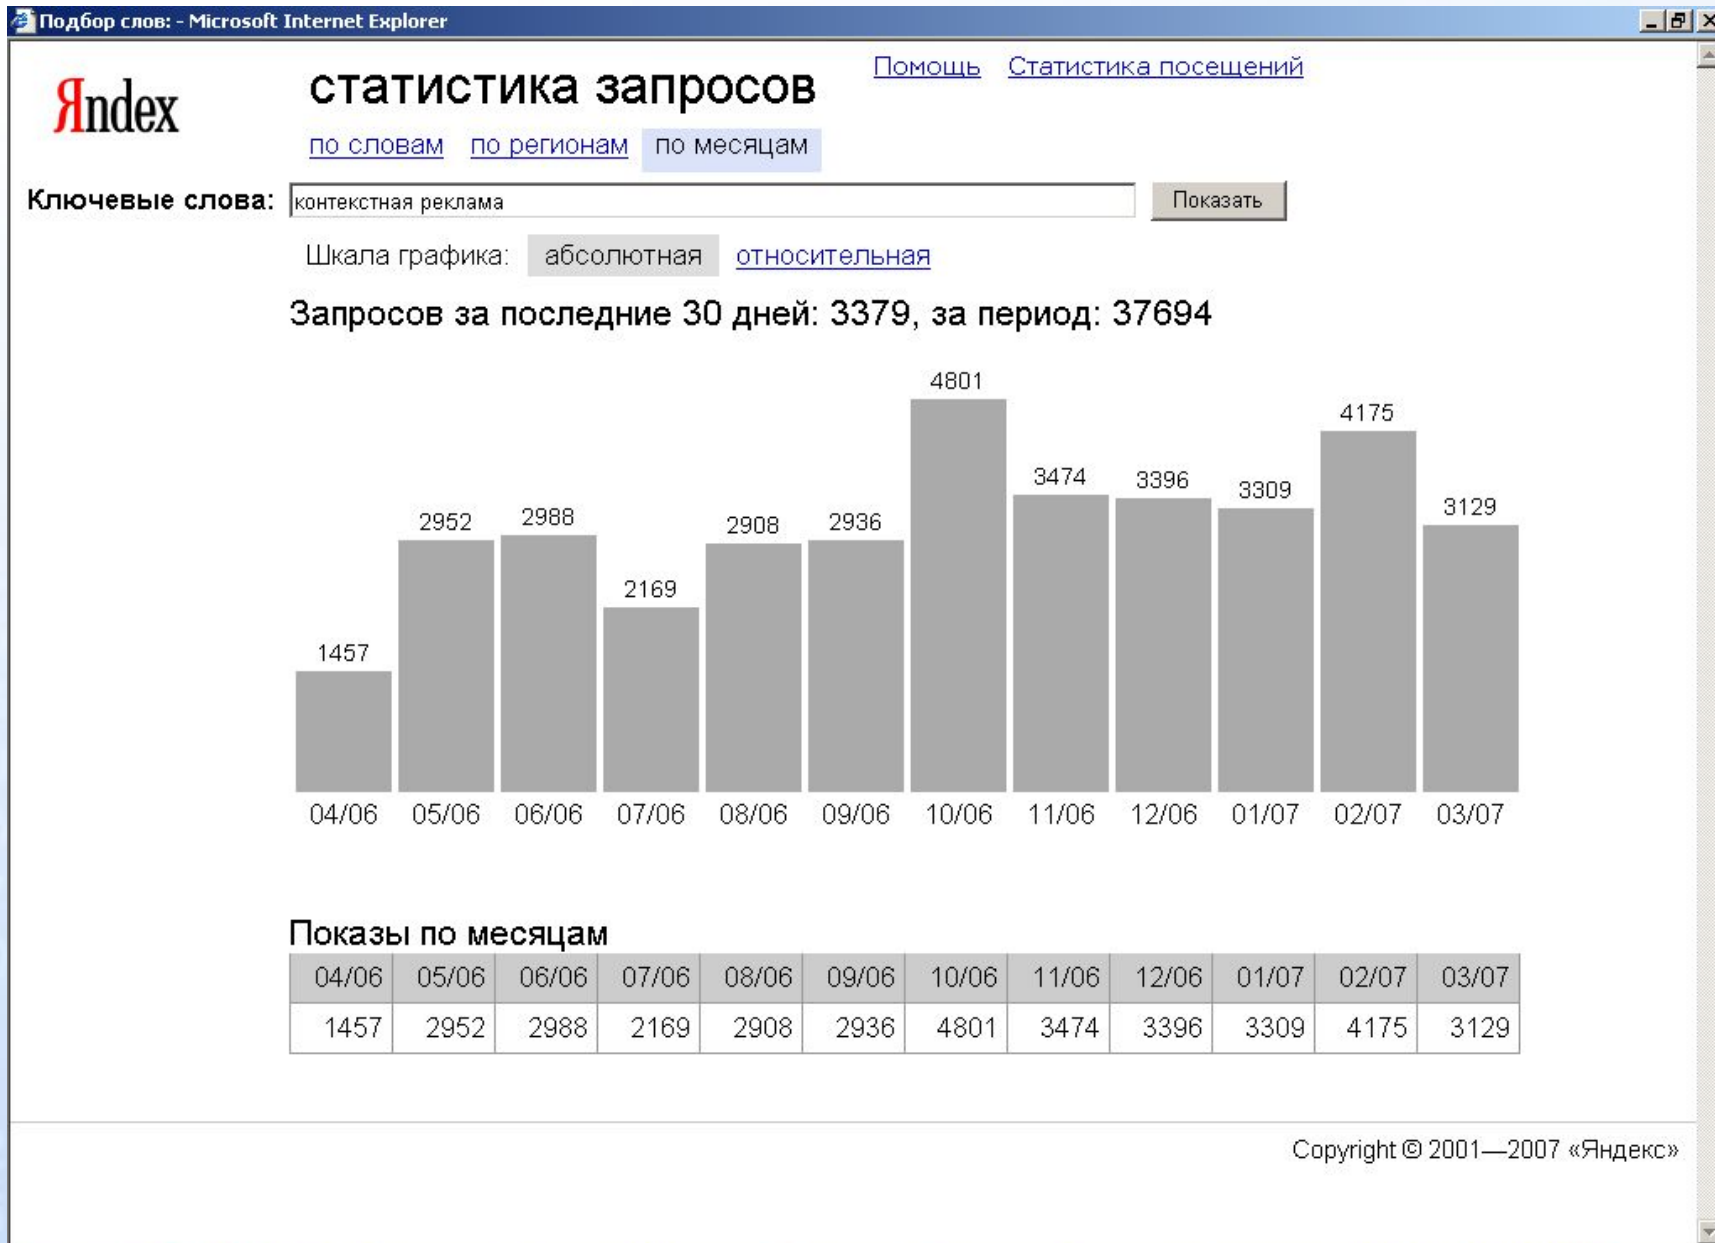 Подбор слов: - Microsoft Internet Explorer
Помощь Статистика посещений
Яndex статистика запросов
по словам по регионам по месяцам
Ключевые слова: контекстная реклама Показать
Шкала графика: абсолютная относительная
Запросов за последние 30 дней: 3379, за период: 37694
4801
4175
3474 3396 3309
2952 2988 2908 2936 3129
2169
1457
04/06 05/06 06/06 07/06 08/06 09/06 10/06 11/06 12/06 01/07 02/07 03/07
Показы по месяцам
04/06 05/06 06/06 07/06 08/06 09/06 10/06 11/06 12/06 01/07 02/07 03/07
1457 2952 2988 2169 2908 2936 4801 3474 3396 3309 4175 3129
Copyright © 2001—2007 «Яндекс»